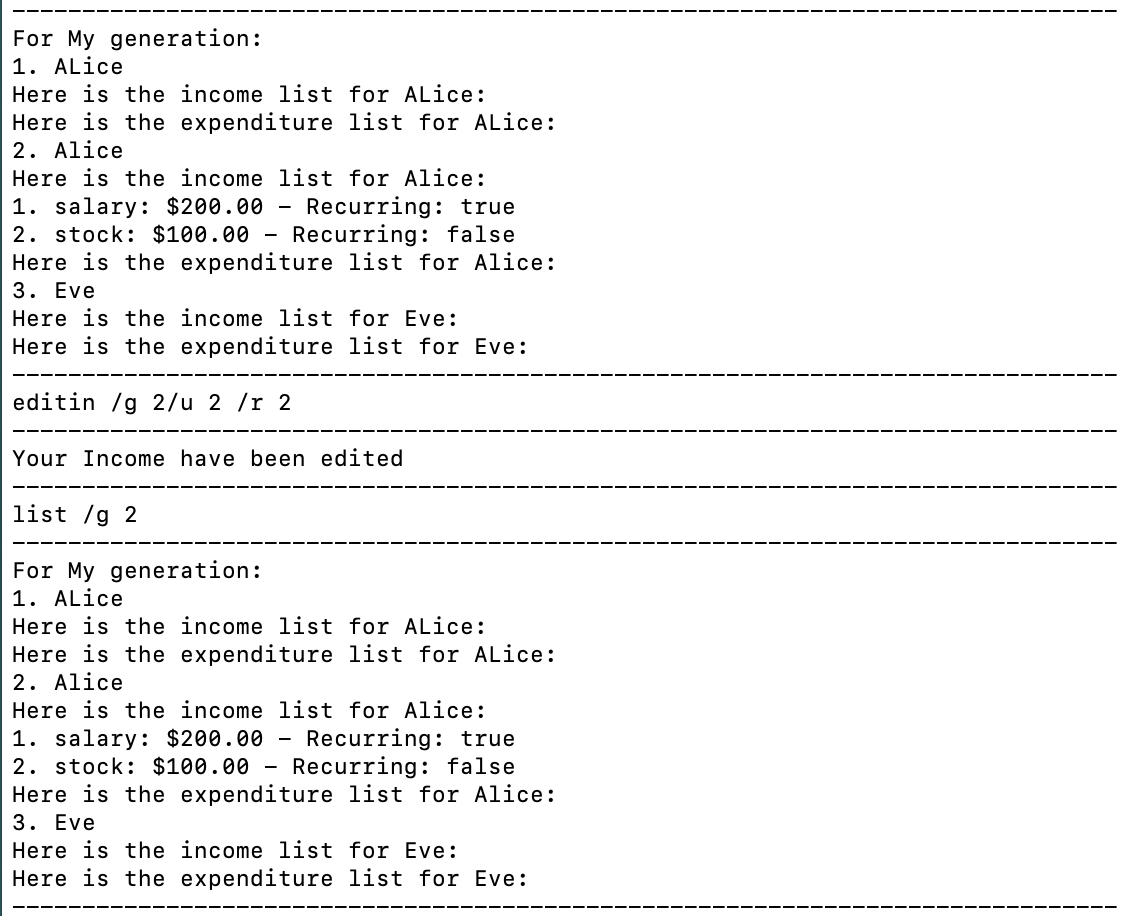 --------------------------------------------------------------------------------
For My generation:
1. ALice
Here is the income list for ALice:
Here is the expenditure list for ALice:
2. Alice
Here is the income list for Alice:
1. salary: $200.00 – Recurring: true
2. stock: $100.00 – Recurring: false
Here is the expenditure list for Alice:
3. Eve
Here is the income list for Eve:
Here is the expenditure list for Eve:
--------------------------------------------------------------------------------
editin /g 2/u 2 /r 2
--------------------------------------------------------------------------------
Your Income have been edited
--------------------------------------------------------------------------------
list /g 2
--------------------------------------------------------------------------------
For My generation:
1. ALice
Here is the income list for ALice:
Here is the expenditure list for ALice:
2. Alice
Here is the income list for Alice:
1. salary: $200.00 – Recurring: true
2. stock: $100.00 – Recurring: false
Here is the expenditure list for Alice:
3. Eve
Here is the income list for Eve:
Here is the expenditure list for Eve:
--------------------------------------------------------------------------------